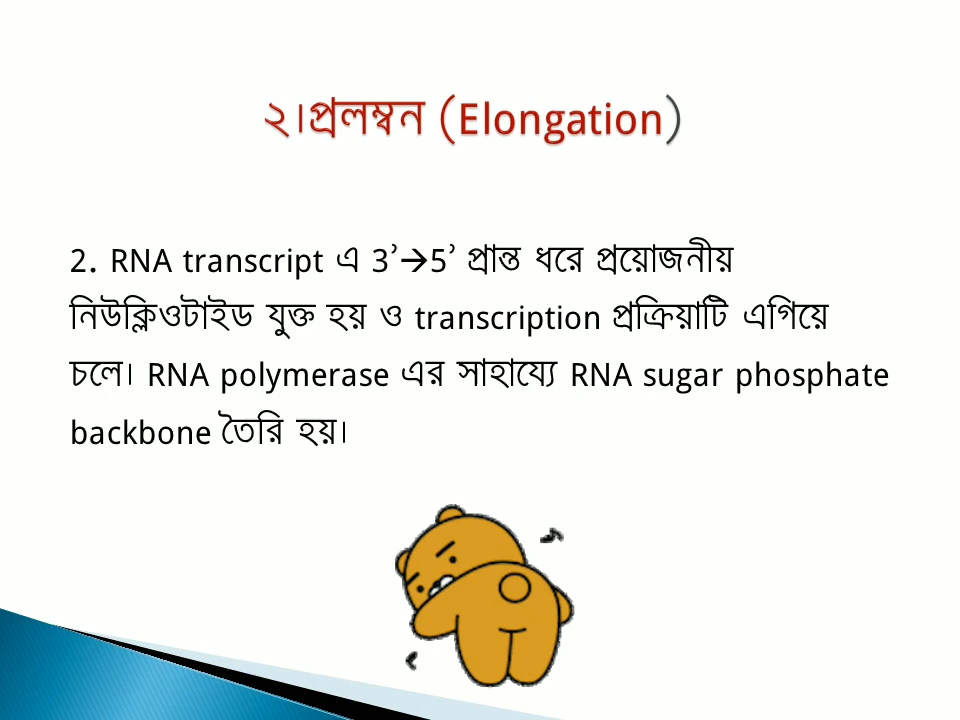 ২।প্রলম্বন (Elongation)
2. RNA transcript এ 3’→5’ প্রান্ত ধরে প্রয়োজনীয়
নিউক্লিওটাইড যুক্ত হয় ও transcription প্রক্রিয়াটি এগিয়ে
চলে। RNA polymerase এর সাহায্যে RNA sugar phosphate
backbone তৈরি হয়।